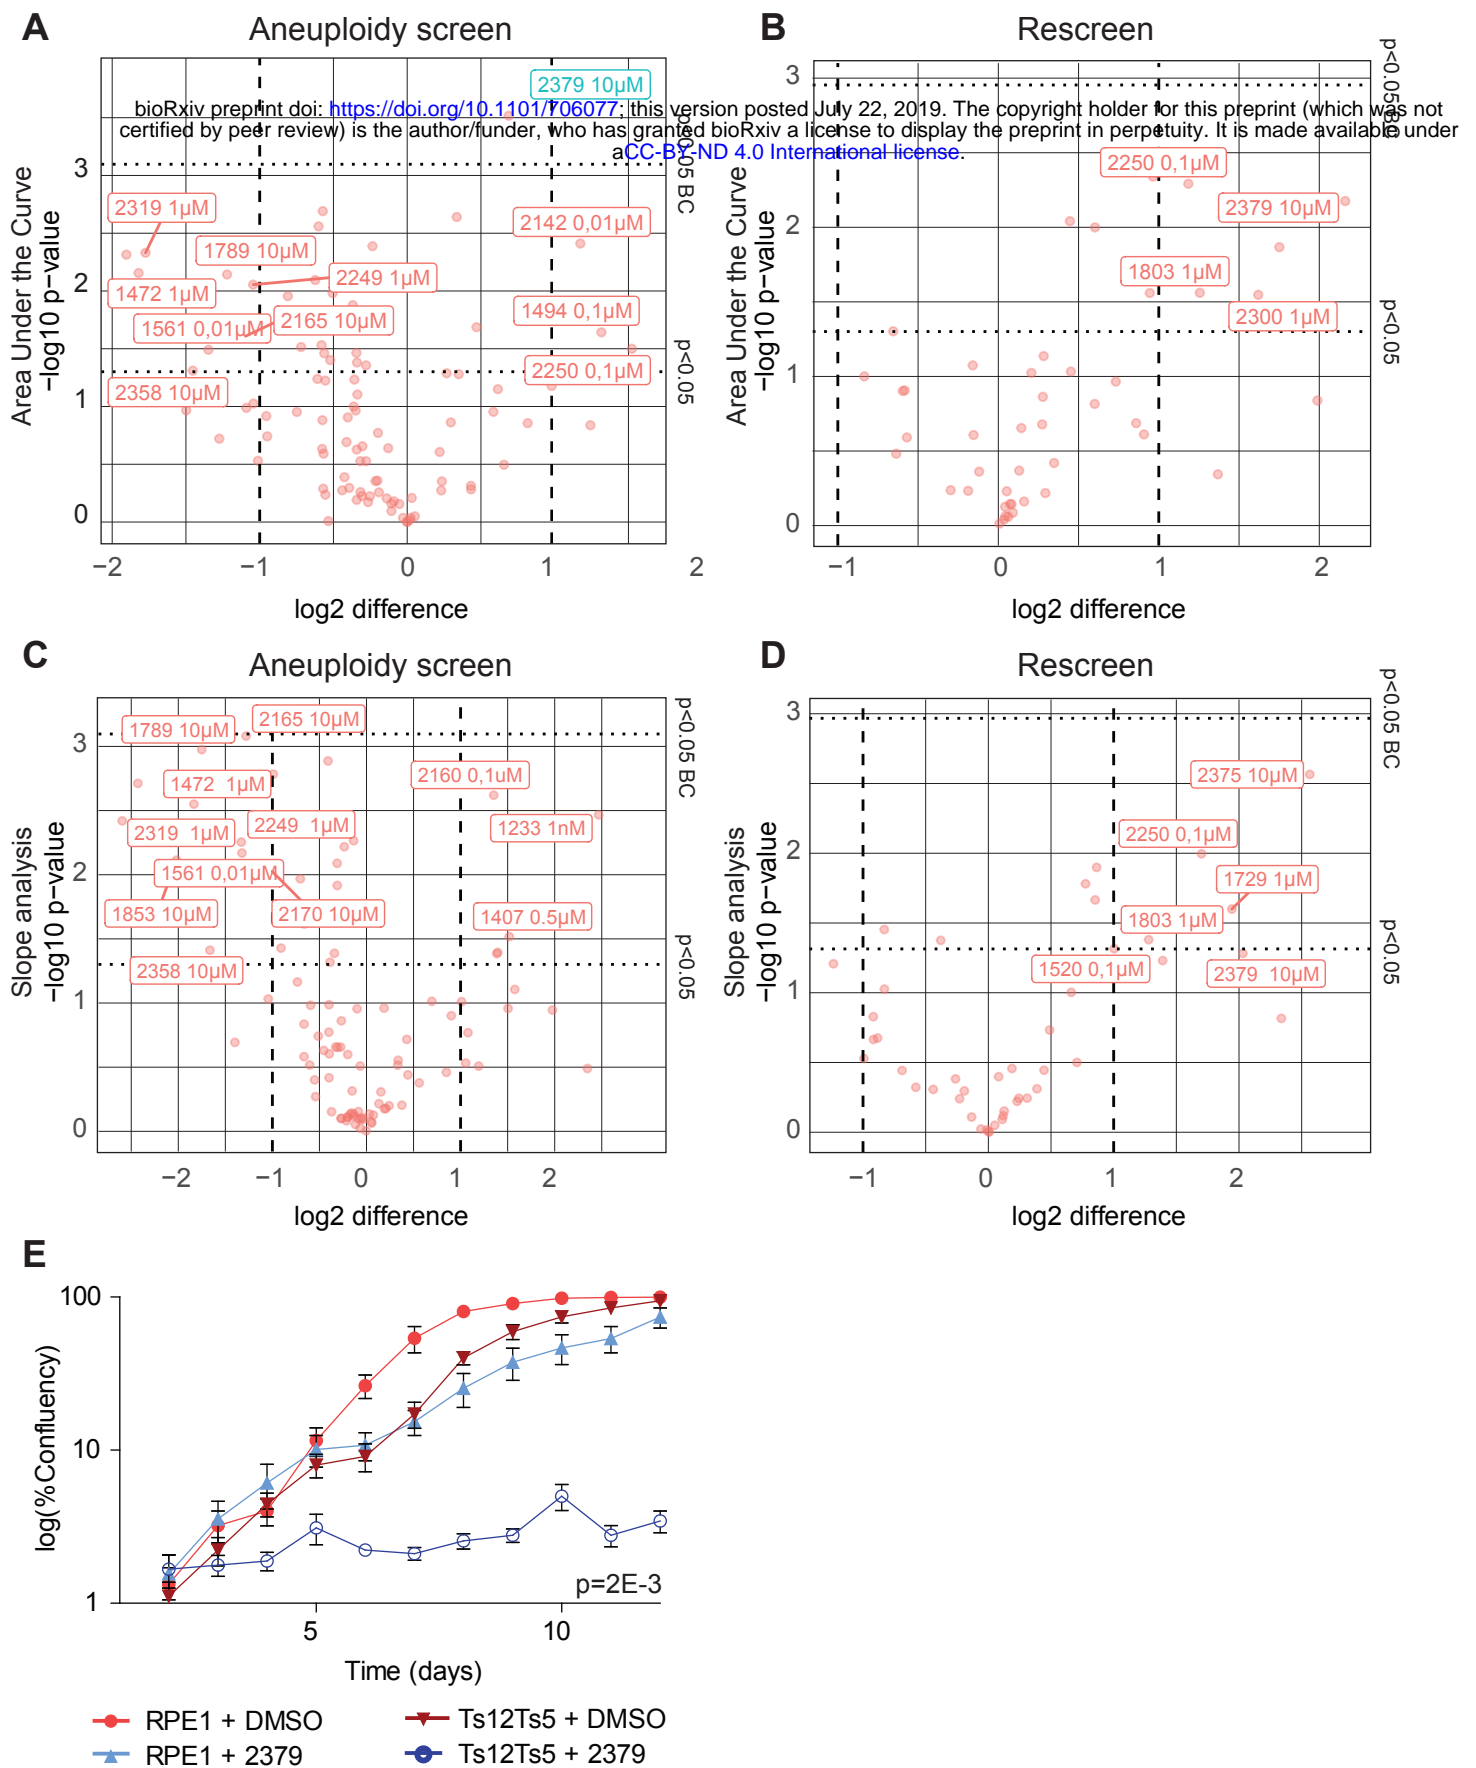 A
Aneuploidy screen
B
Rescreen
bioRxiv preprint doi: https://doi.org/10.1101/706077; this version posted July 22, 2019. The copyright holder for this preprint (which was not
certified by peer review) is the author/funder, who has granted bioRxiv a license to display the preprint in perpetuity. It is made available under
aCC-BY-ND 4.0 International license.
2379 10µM
2319 1µM
1789 10µM
2142 0,01µM
2249 1µM
1472 1µM
1494 0,1µM
1561 0,01µM
2165 10µM
2250 0,1µM
2358 10µM
3
2
1
0
Area Under the Curve
−log10 p−value
p<0.05 BC
p<0.05
−2
−1
0
1
2
log2 difference
2250 0,1µM
2379 10µM
1803 1µM
2300 1µM
3
2
1
0
Area Under the Curve
−log10 p−value
p<0.05 BC
p<0.05
−1
0
1
2
log2 difference
C
Aneuploidy screen
2165 10µM
1789 10µM
1472 1µM
2160 0,1uM
2319 1µM
2249 1µM
1233 1nM
1561 0,01µM
1853 10µM
2170 10µM
1407 0.5µM
2358 10µM
3
2
1
0
Slope analysis
−log10 p−value
p<0.05 BC
p<0.05
−2
−1
0
1
2
log2 difference
D
Rescreen
2375 10µM
2250 0,1µM
1729 1µM
1803 1µM
1520 0,1µM
2379 10µM
3
2
1
0
Slope analysis
−log10 p−value
p<0.05 BC
p<0.05
−1
0
1
2
log2 difference
E
100
10
1
log(%Confluency)
p=2E-3
5
10
Time (days)
RPE1 + DMSO
Ts12Ts5 + DMSO
RPE1 + 2379
Ts12Ts5 + 2379